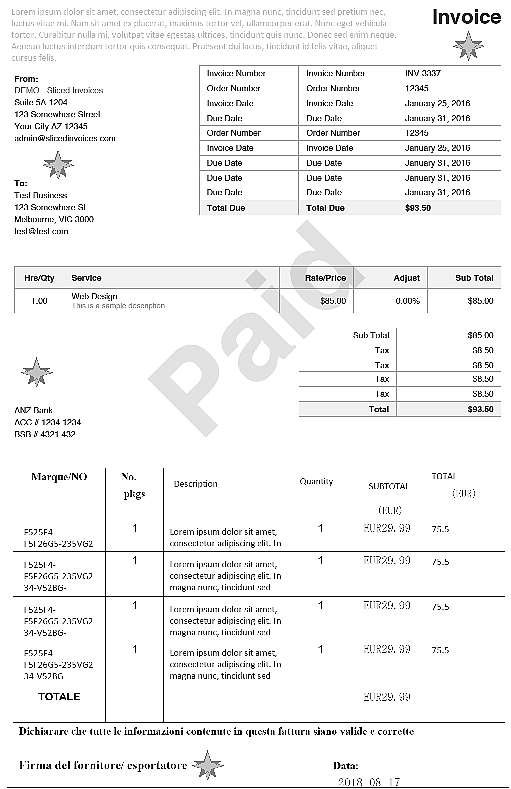 Lorem ipsum dolor sit amet, consectetur adipiscing elit. In magna nunc, tincidunt sed pretium nec,
luctus vitae mi. Nam sit amet ex placerat, maximus tortor vel, ullamcorper erat. Nunc eget vehicula
tortor. Curabitur nulla mi, volutpat vitae egestas ultrices, tincidunt quis nunc. Donec sed enim neque.
Aenean luctus interdum tortor quis consequat. Praesent dui lacus, tincidunt id felis vitae, aliquet
cursus felis.
Invoice
From:
DEMO - Sliced Invoices
Suite 5A-1204
123 Somewhere Street
Your City AZ 12345
admin@slicedinvoices.com
To:
Test Business
123 Somewhere St
Melbourne, VIC 3000
test@test.com
Invoice Number Invoice Number INV-3337
Order Number Order Number 12345
Invoice Date Invoice Date January 25, 2016
Due Date Due Date January 31, 2016
Order Number Order Number 12345
Invoice Date Invoice Date January 25, 2016
Due Date Due Date January 31, 2016
Due Date Due Date January 31, 2016
Due Date Due Date January 31, 2016
Total Due Total Due $93.50
Paid
Hrs/Qty Service Rate/Price Adjust Sub Total
1.00 Web Design $85.00 0.00% $85.00
This is a sample description
Sub Total $85.00
Tax $8.50
Tax $8.50
Tax $8.50
Tax $8.50
Total $93.50
ANZ Bank
ACC # 1234 1234
BSB # 4321 432
Marque/NO No. pkgs Description Quantity SUBTOTAL (EUR) TOTAL (EUR)
F525F4 1 Lorem ipsum dolor sit amet, 1 EUR29.99 75.5
F5F26G5-235VG2 consectetur adipiscing elit. In
F525F4- 1 Lorem ipsum dolor sit amet, 1 EUR29.99 75.5
F5F26G5-235VG2 consectetur adipiscing elit. In
34-V52BG- magna nunc, tincidunt sed
F525F4- 1 Lorem ipsum dolor sit amet, 1 EUR29.99 75.5
F5F26G5-235VG2 consectetur adipiscing elit. In
34-V52BG- magna nunc, tincidunt sed
F525F4 1 Lorem ipsum dolor sit amet, 1 EUR29.99 75.5
F5F26G5-235VG2 consectetur adipiscing elit. In
34-V52BG magna nunc, tincidunt sed
TOTALE EUR29.99
Dichiarare che tutte le informazioni contenute in questa fattura siano valide e corrette
Firma del fornitore/ esportatore
Data:
2018-08-17